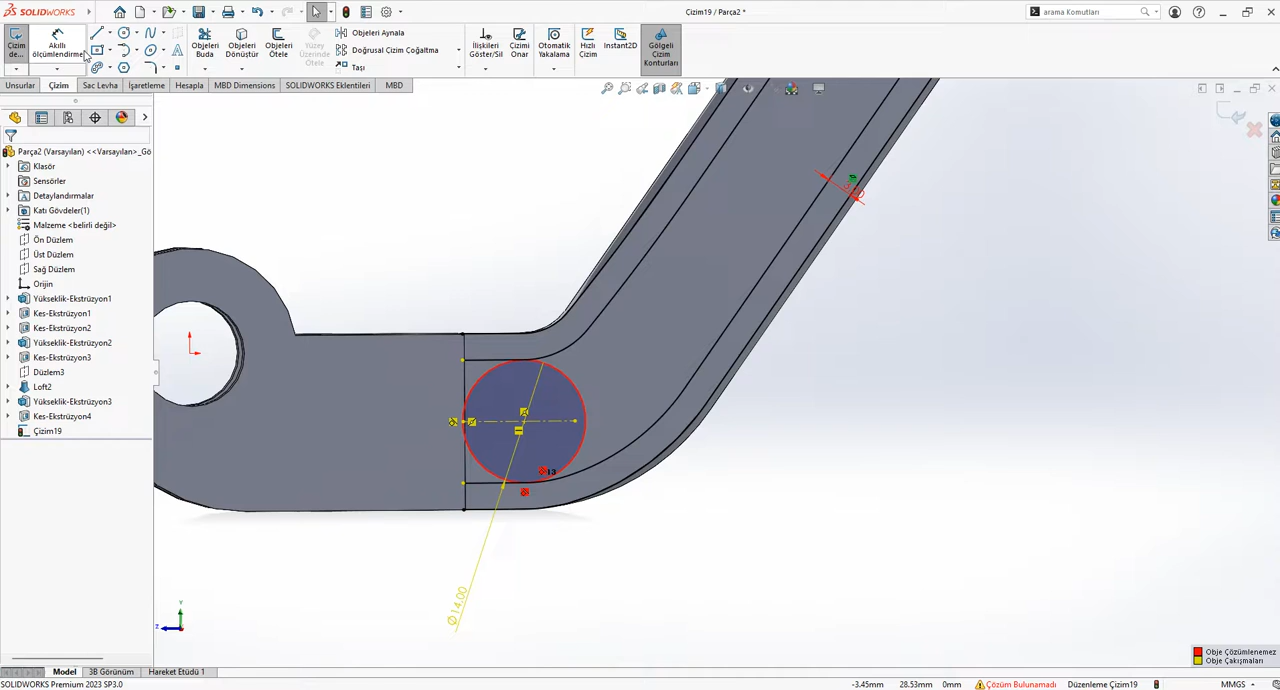 SOLIDWORKS
Çizim19 / Parça2 *
arama Komutları
Çizim de...
Akıllı ölçümlendirme
Objeleri Buda
Objeleri Dönüştür
Objeleri Ötele
Yüzey Üzerinde Ötele
Objeleri Aynala
Doğrusal Çizim Çoğaltma
Taşı
İlişkileri Göster/Sil
Çizimi Onar
Otomatik Yakalama
Hızlı Çizim
Instant2D
Gölgeli Çizim Konturları
Unsurlar
Çizim
Sac Levha
İşaretleme
Hesapla
MBD Dimensions
SOLIDWORKS Eklentileri
MBD
Parça2 (Varsayılan) <<Varsayılan>_Gö
Klasör
Sensörler
Detaylandırmalar
Katı Gövdeler(1)
Malzeme <belirli değil>
Ön Düzlem
Üst Düzlem
Sağ Düzlem
Orijin
Yükseklik-Ekstrüzyon1
Kes-Ekstrüzyon1
Kes-Ekstrüzyon2
Yükseklik-Ekstrüzyon2
Kes-Ekstrüzyon3
Düzlem3
Loft2
Yükseklik-Ekstrüzyon3
Kes-Ekstrüzyon4
Çizim19
13
Ø14.00
Y
Z
Obje Çözümlenemez
Obje Çakışmaları
Model
3B Görünüm
Hareket Etüdü 1
SOLIDWORKS Premium 2023 SP3.0
-3.45mm
28.53mm
0mm
Çözüm Bulunamadı
Düzenleme Çizim19
MMGS